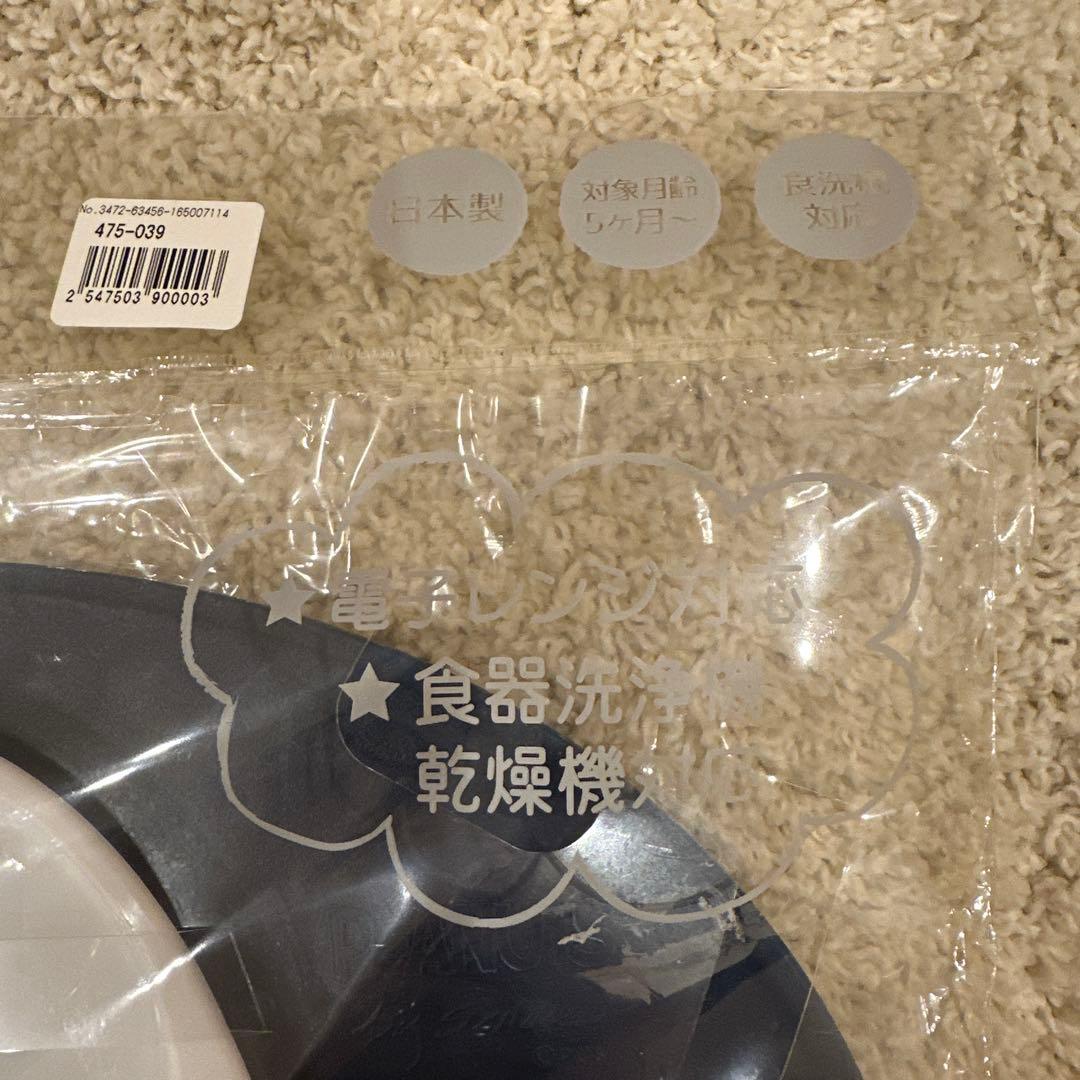 No.3472-63456-165007114
475-039
2 547503 900003
日本製
対象月齢
5ヶ月~
食洗機
対応
★電子レンジ対応
★食器洗浄機
乾燥機対応